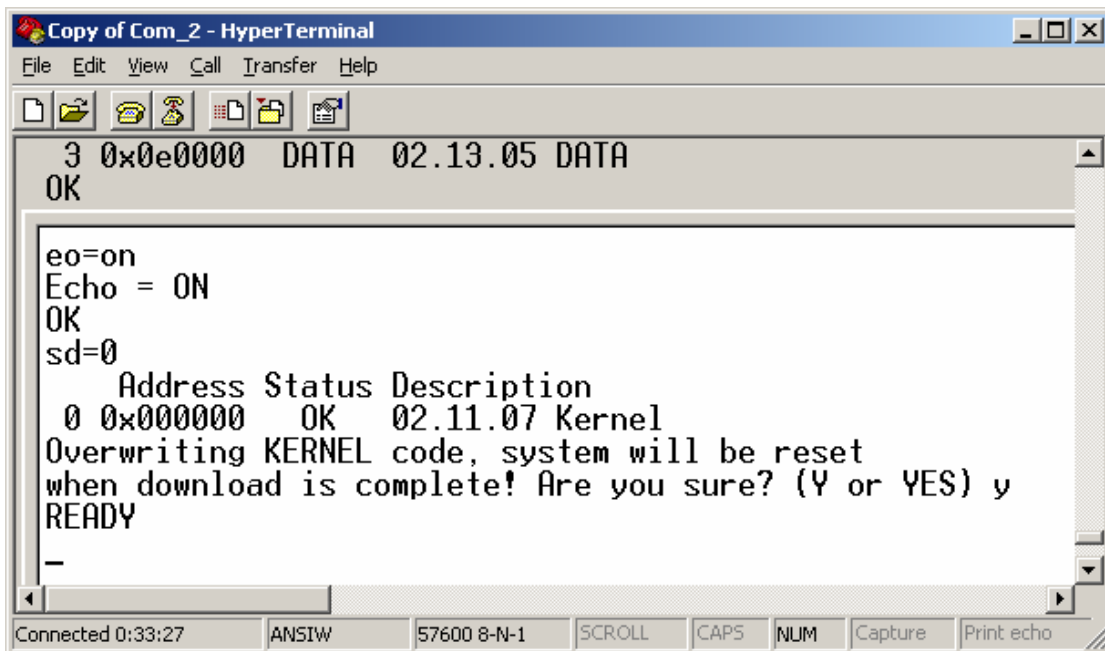 Copy of Com_2 - HyperTerminal
File Edit View Call Transfer Help
3 0x0e0000 DATA 02.13.05 DATA
OK
eo=on
Echo = ON
OK
sd=0
Address Status Description
0 0x000000 OK 02.11.07 Kernel
Overwriting KERNEL code, system will be reset
when download is complete! Are you sure? (Y or YES) y
READY
_
Connected 0:33:27 ANSIW 57600 8-N-1 SCROLL CAPS NUM Capture Print echo